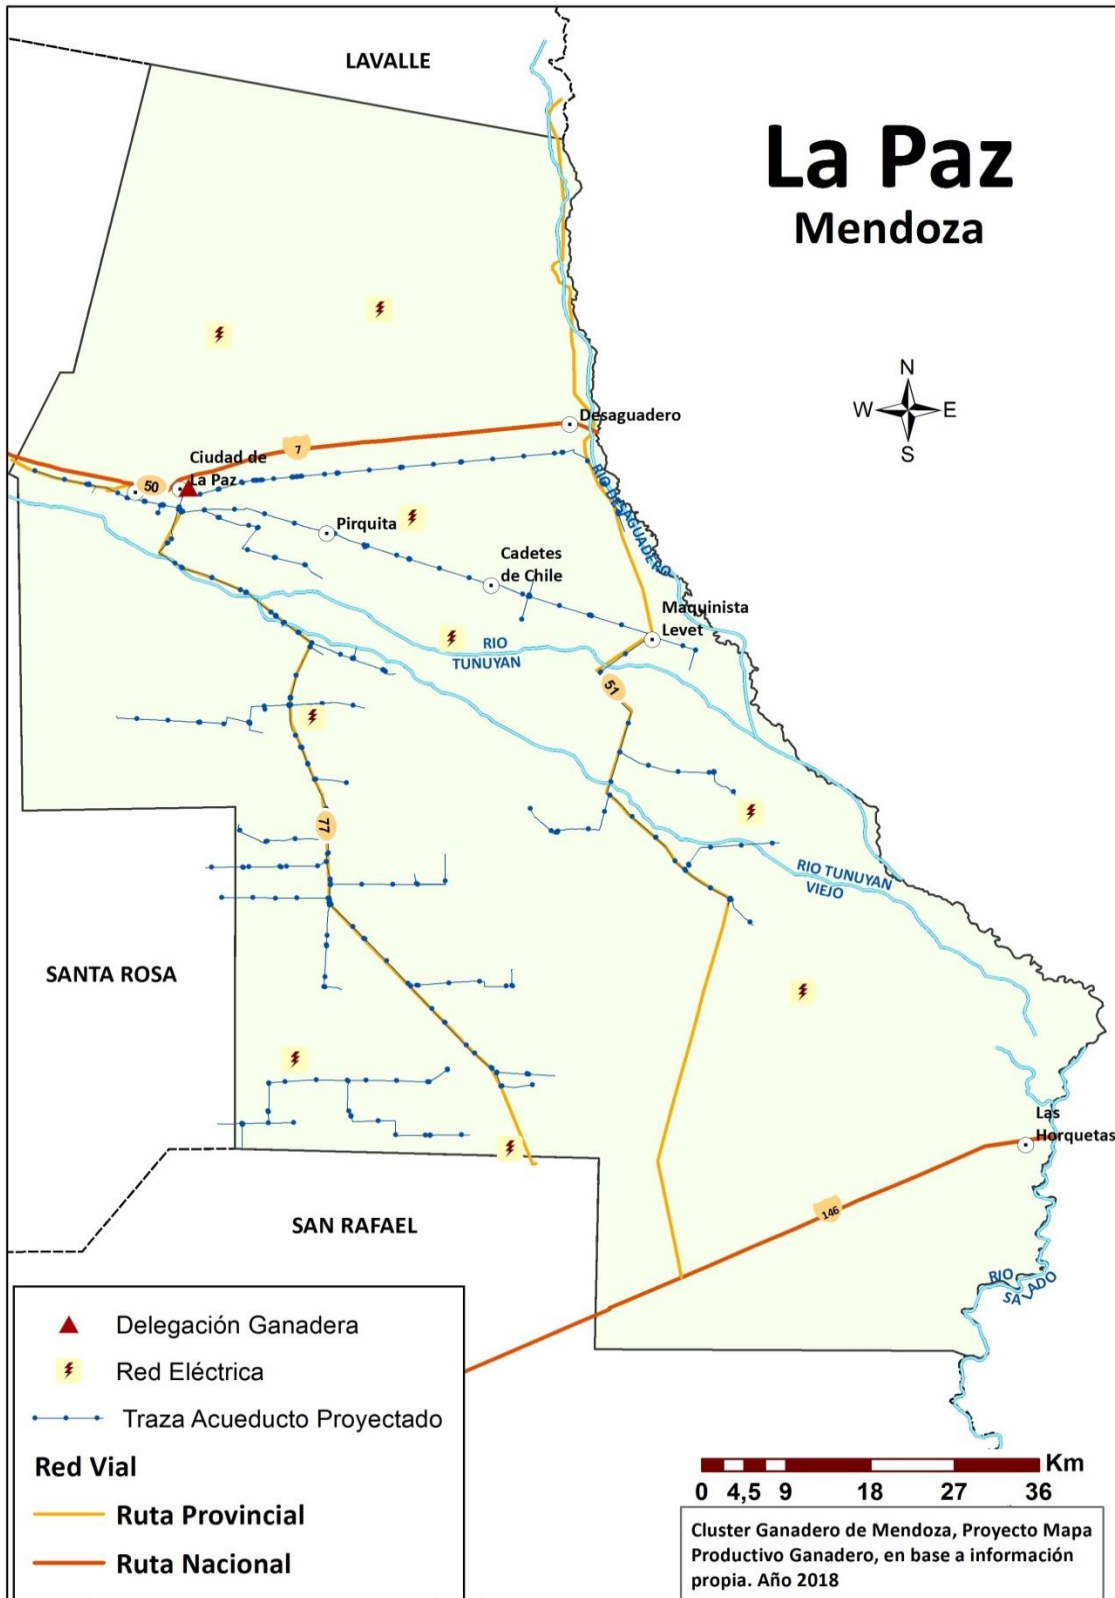 LAVALLE
La Paz
Mendoza
N
W
E
S
Desaguadero
7
Ciudad de
La Paz
50
RIO DESAGUADERO
Pirquita
Cadetes
de Chile
Maquinista
Levet
RIO
TUNUYAN
51
77
RIO TUNUYAN
VIEJO
SANTA ROSA
Las
Horquetas
146
SAN RAFAEL
RIO
SALADO
Delegación Ganadera
Red Eléctrica
Traza Acueducto Proyectado
Red Vial
Ruta Provincial
Ruta Nacional
Km
0 4,5 9 18 27 36
Cluster Ganadero de Mendoza, Proyecto Mapa
Productivo Ganadero, en base a información
propia. Año 2018